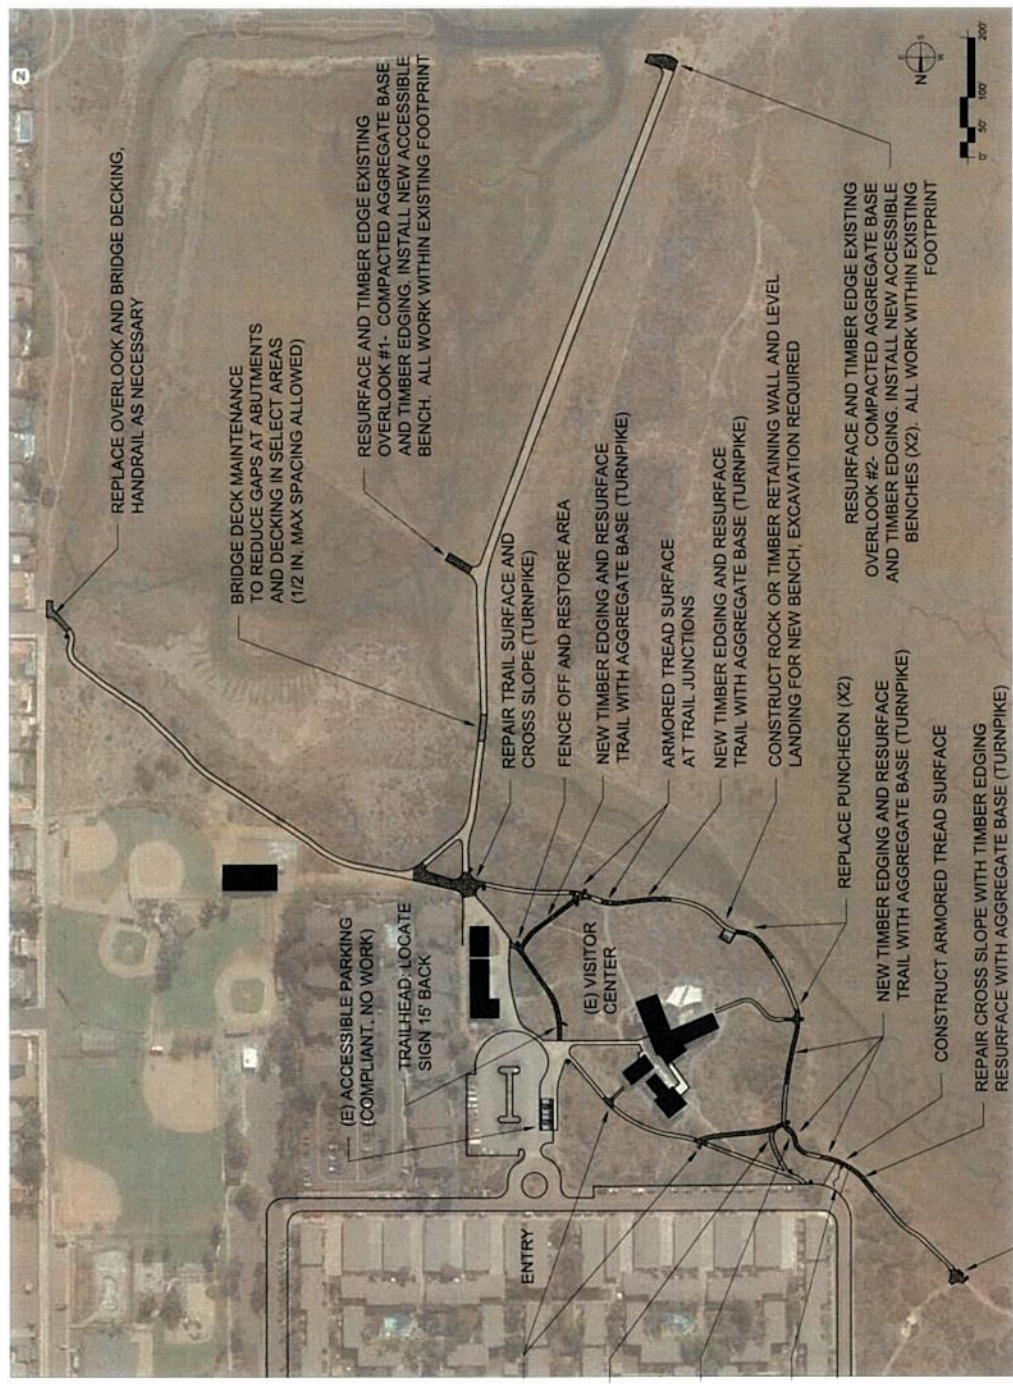 REPLACE OVERLOOK AND BRIDGE DECKING,
HANDRAIL AS NECESSARY
BRIDGE DECK MAINTENANCE
TO REDUCE GAPS AT ABUTMENTS
AND DECKING IN SELECT AREAS
(1/2 IN. MAX SPACING ALLOWED)
RESURFACE AND TIMBER EDGE EXISTING
OVERLOOK #1- COMPACTED AGGREGATE BASE
AND TIMBER EDGING. INSTALL NEW ACCESSIBLE
BENCH. ALL WORK WITHIN EXISTING FOOTPRINT
(E) ACCESSIBLE PARKING
(COMPLIANT. NO WORK)
TRAILHEAD: LOCATE
SIGN 15' BACK
REPAIR TRAIL SURFACE AND
CROSS SLOPE (TURNPIKE)
FENCE OFF AND RESTORE AREA
NEW TIMBER EDGING AND RESURFACE
TRAIL WITH AGGREGATE BASE (TURNPIKE)
ARMORED TREAD SURFACE
AT TRAIL JUNCTIONS
NEW TIMBER EDGING AND RESURFACE
TRAIL WITH AGGREGATE BASE (TURNPIKE)
CONSTRUCT ROCK OR TIMBER RETAINING WALL AND LEVEL
LANDING FOR NEW BENCH, EXCAVATION REQUIRED
(E) VISITOR
CENTER
ENTRY
REPLACE PUNCHEON (X2)
NEW TIMBER EDGING AND RESURFACE
TRAIL WITH AGGREGATE BASE (TURNPIKE)
CONSTRUCT ARMORED TREAD SURFACE
REPAIR CROSS SLOPE WITH TIMBER EDGING
RESURFACE WITH AGGREGATE BASE (TURNPIKE)
RESURFACE AND TIMBER EDGE EXISTING
OVERLOOK #2- COMPACTED AGGREGATE BASE
AND TIMBER EDGING. INSTALL NEW ACCESSIBLE
BENCHES (X2). ALL WORK WITHIN EXISTING
FOOTPRINT
N
0' 50' 100' 200'